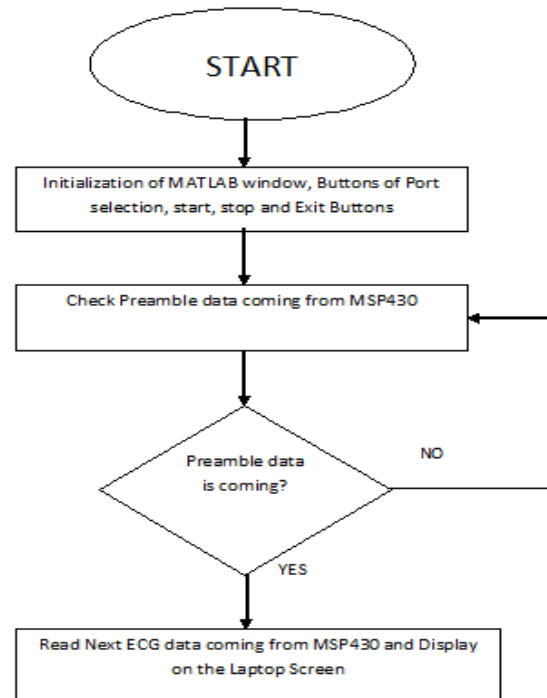 START
Initialization of MATLAB window, Buttons of Port
selection, start, stop and Exit Buttons
Check Preamble data coming from MSP430
Preamble data
is coming?
NO
YES
Read Next ECG data coming from MSP430 and Display
on the Laptop Screen